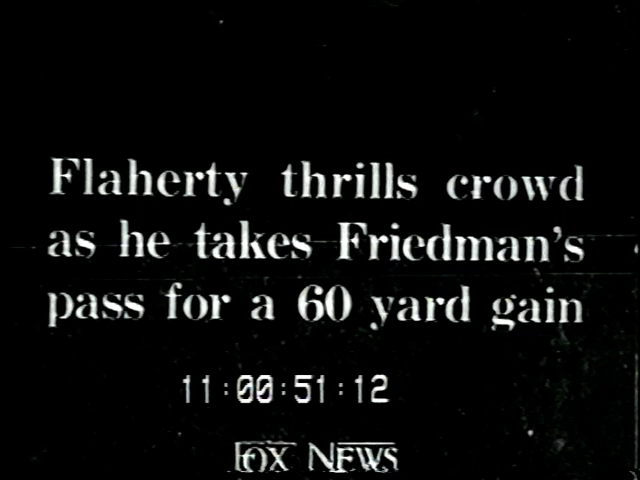 Flaherty thrills crowd
as he takes Friedman's
pass for a 60 yard gain
11:00:51:12
FOX NEWS